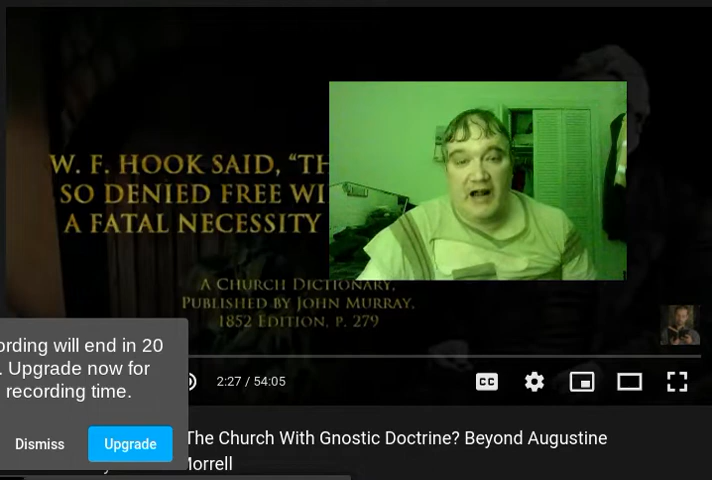 W. F. HOOK SAID, “TH
SO DENIED FREE WI
A FATAL NECESSITY
A CHURCH DICTIONARY,
PUBLISHED BY JOHN MURRAY,
1852 EDITION, P. 279
ording will end in 20
. Upgrade now for
recording time.
2:27 / 54:05
CC
Dismiss
Upgrade
The Church With Gnostic Doctrine? Beyond Augustine
Morrell